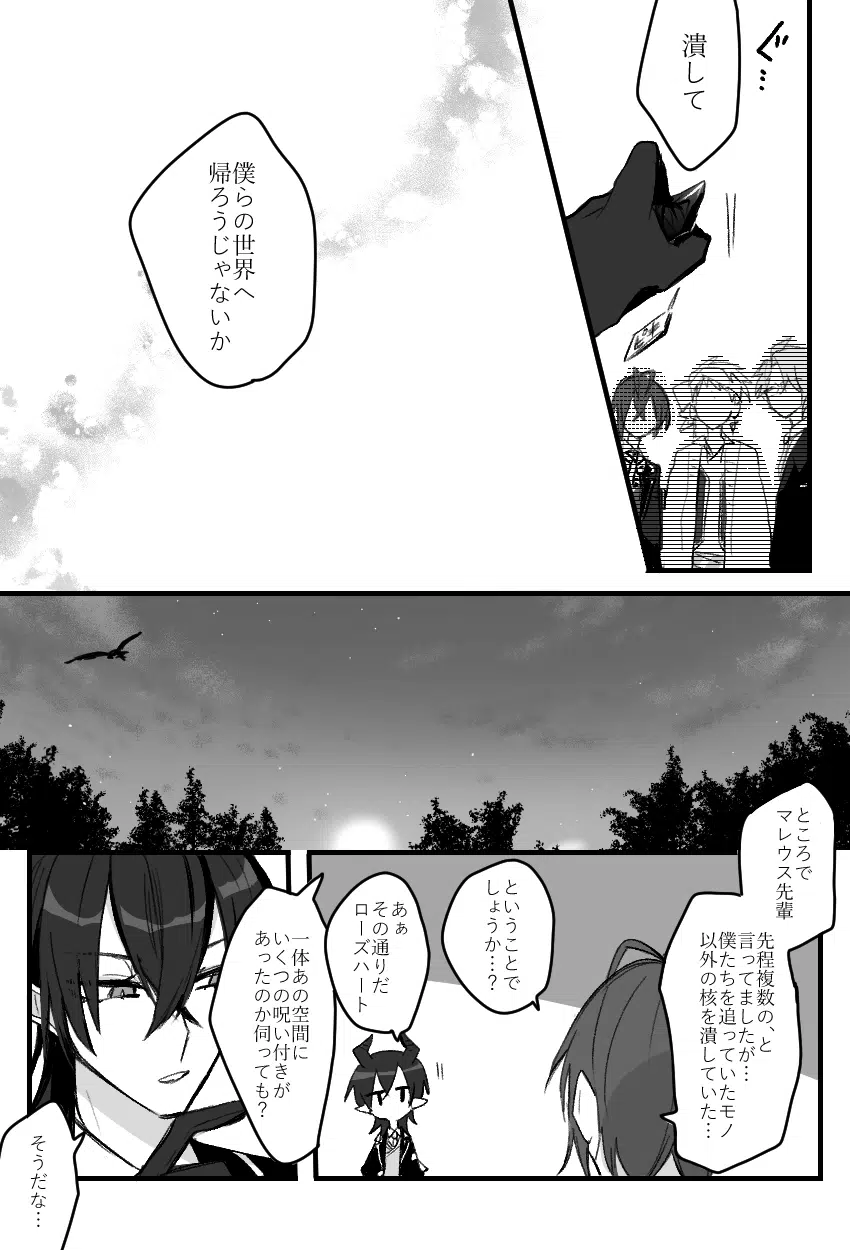 グ゙…
潰して
ピキ
僕らの世界へ
帰ろうじゃないか
ところで
マレウス先輩
先程複数の、と
言ってましたが…
僕たちを追っていたモノ
以外の核を潰していた…
ということで
しょうか…?
あぁ
その通りだ
ローズハート
一体あの空間に
いくつの呪い付きが
あったのか伺っても?
そうだな…